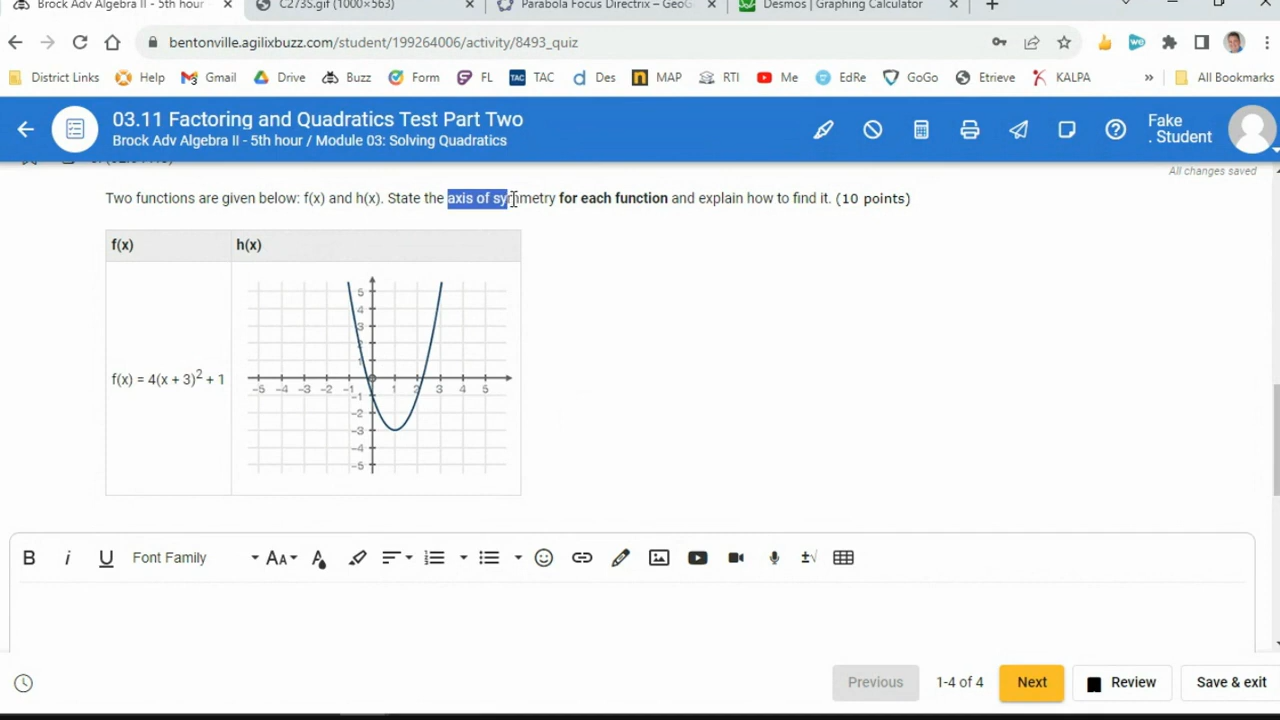 Brock Adv Algebra II - 5th hour
C273S.gif (1000×563)
Parabola Focus Directrix – GeoG
Desmos | Graphing Calculator
bentonville.agilixbuzz.com/student/199264006/activity/8493_quiz
District Links Help Gmail Drive Buzz Form FL TAC TAC Des MAP RTI Me EdRe GoGo Etrieve KALPA » All Bookmarks
03.11 Factoring and Quadratics Test Part Two
Brock Adv Algebra II - 5th hour / Module 03: Solving Quadratics
Fake
. Student
All changes saved
Two functions are given below: f(x) and h(x). State the axis of symmetry for each function and explain how to find it. (10 points)
f(x) h(x)
f(x) = 4(x + 3)² + 1
5
4
3
2
1
-5 -4 -3 -2 -1 0 1 2 3 4 5
-1
-2
-3
-4
-5
B i U Font Family AA A ±√
Previous 1-4 of 4 Next Review Save & exit